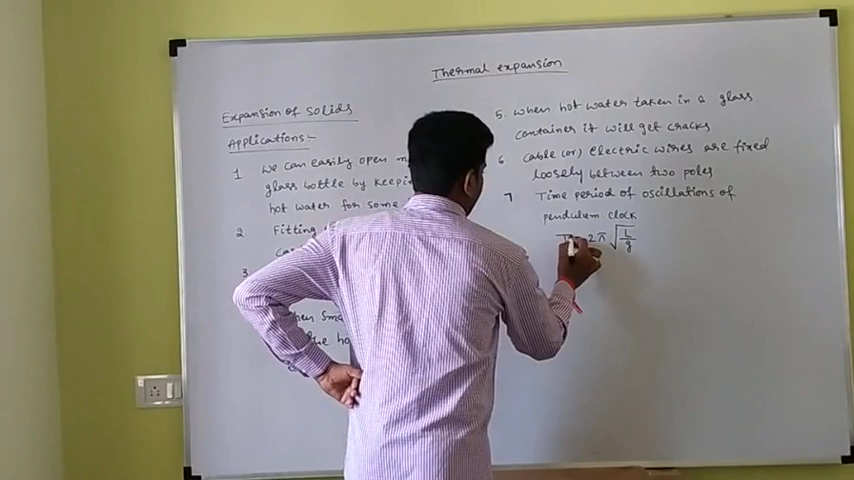 Thermal expansion
Expansion of Solids
Applications :-
1 we can easily open m
glass bottle by keepi
hot water for some
2 Fitting
3
5. when hot water taken in a glass
container it will get cracks
6 Cable (or) electric wires are fixed
loosely between two poles
7 Time period of oscillations of
pendulum clock
2π √L/g